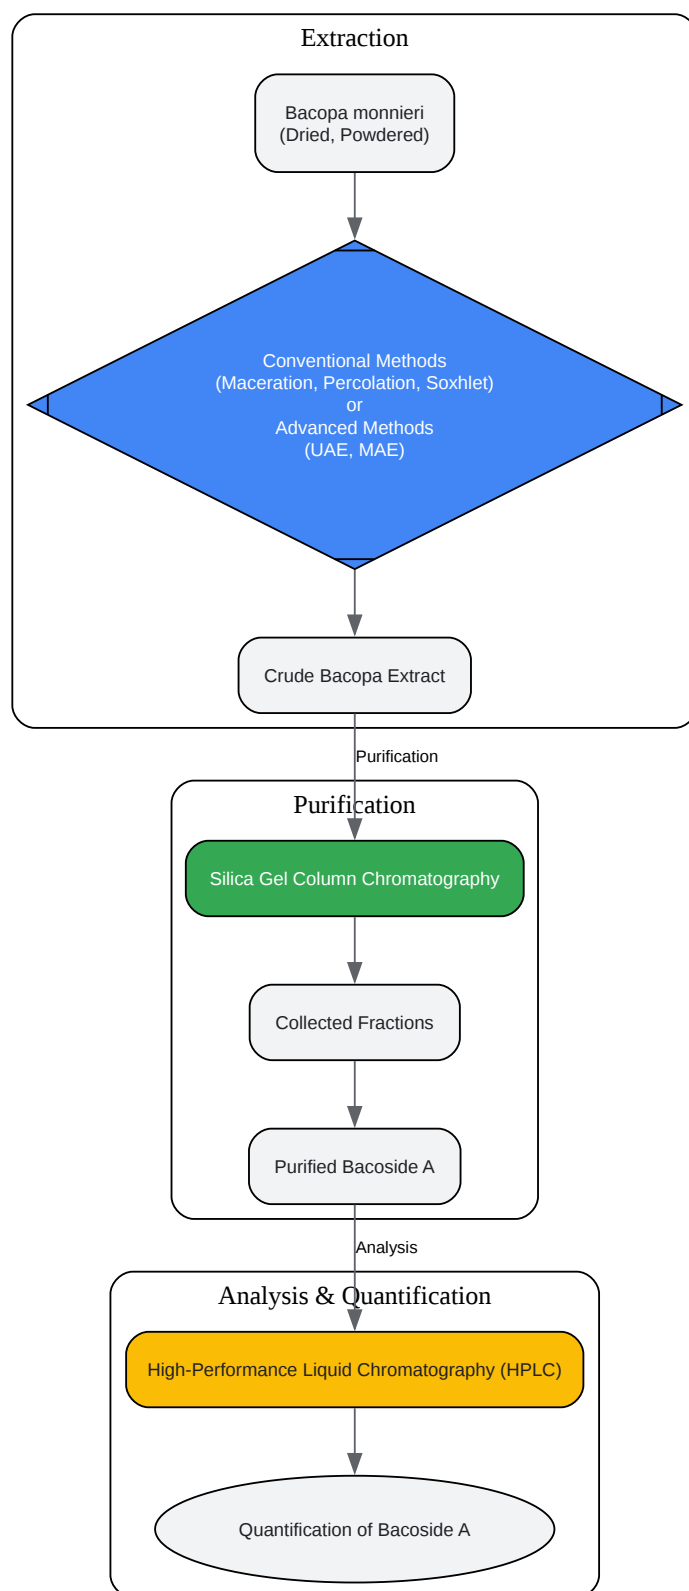 Extraction
Bacopa monnieri
(Dried, Powdered)
Conventional Methods
(Maceration, Percolation, Soxhlet)
or
Advanced Methods
(UAE, MAE)
Crude Bacopa Extract
Purification
Purification
Silica Gel Column Chromatography
Collected Fractions
Purified Bacoside A
Analysis
Analysis & Quantification
High-Performance Liquid Chromatography (HPLC)
Quantification of Bacoside A